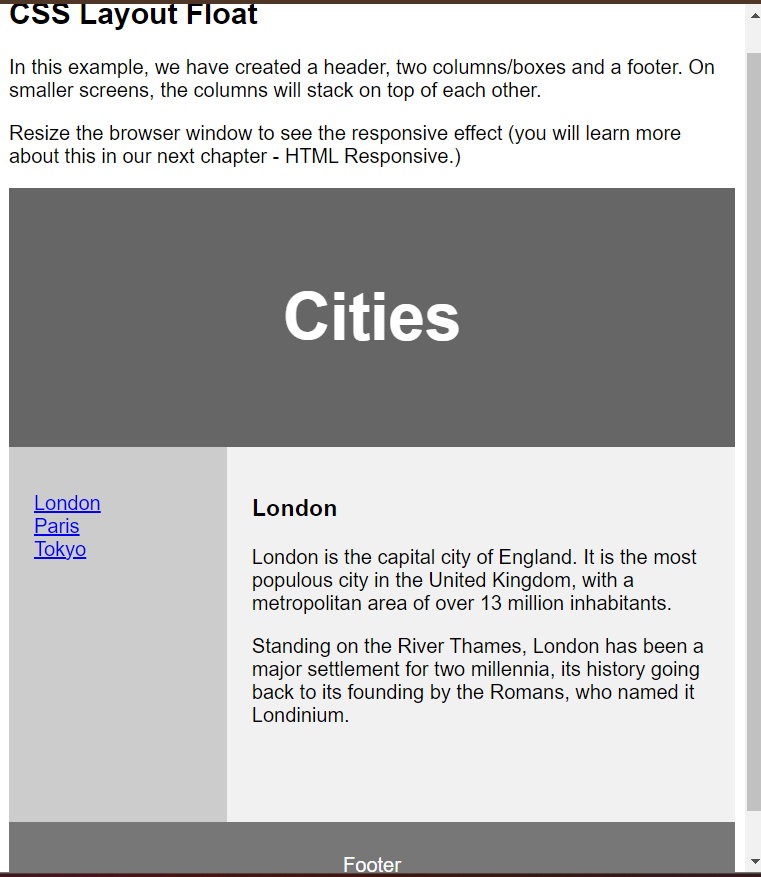 CSS Layout Float
In this example, we have created a header, two columns/boxes and a footer. On
smaller screens, the columns will stack on top of each other.
Resize the browser window to see the responsive effect (you will learn more
about this in our next chapter - HTML Responsive.)
Cities
London
Paris
Tokyo
London
London is the capital city of England. It is the most
populous city in the United Kingdom, with a
metropolitan area of over 13 million inhabitants.
Standing on the River Thames, London has been a
major settlement for two millennia, its history going
back to its founding by the Romans, who named it
Londinium.
Footer